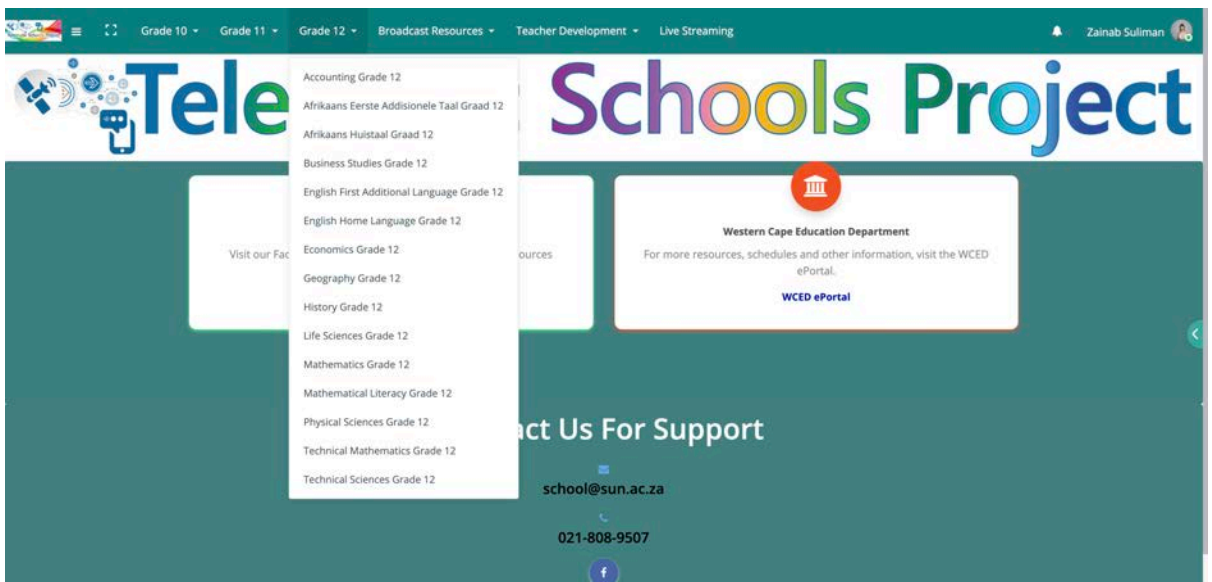 Grade 10
Grade 11
Grade 12
Broadcast Resources
Teacher Development
Live Streaming
Zainab Suliman
Tele Schools Project
Accounting Grade 12
Afrikaans Eerste Addisionele Taal Graad 12
Afrikaans Huistaal Graad 12
Business Studies Grade 12
English First Additional Language Grade 12
English Home Language Grade 12
Economics Grade 12
Geography Grade 12
History Grade 12
Life Sciences Grade 12
Mathematics Grade 12
Mathematical Literacy Grade 12
Physical Sciences Grade 12
Technical Mathematics Grade 12
Technical Sciences Grade 12
Visit our
Western Cape Education Department
For more resources, schedules and other information, visit the WCED
ePortal.
WCED ePortal
Us For Support
school@sun.ac.za
021-808-9507
f